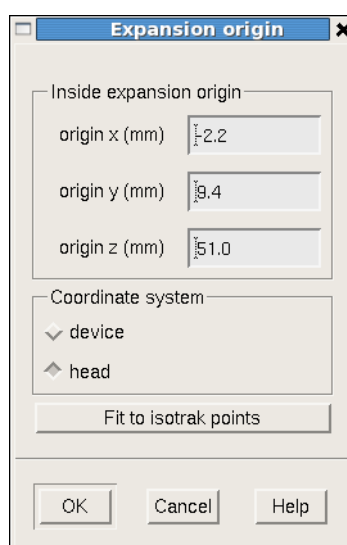 Expansion origin
Inside expansion origin
origin x (mm) -2.2
origin y (mm) 9.4
origin z (mm) 51.0
Coordinate system
device
head
Fit to isotrak points
OK Cancel Help